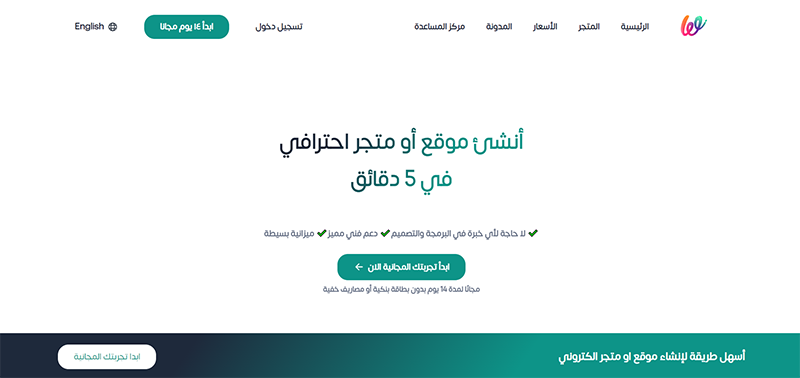 الرئيسية المتجر الأسعار المدونة مركز المساعدة تسجيل دخول ابدأ ١٤ يوم مجانا English
أنشئ موقع أو متجر احترافي
في 5 دقائق
لا حاجة لأي خبرة في البرمجة والتصميم دعم فني مميز ميزانية بسيطة
ابدأ تجربتك المجانية الان
مجانًا لمدة 14 يوم بدون بطاقة بنكية أو مصاريف خفية
أسهل طريقة لإنشاء موقع او متجر الكتروني ابدا تجربتك المجانية